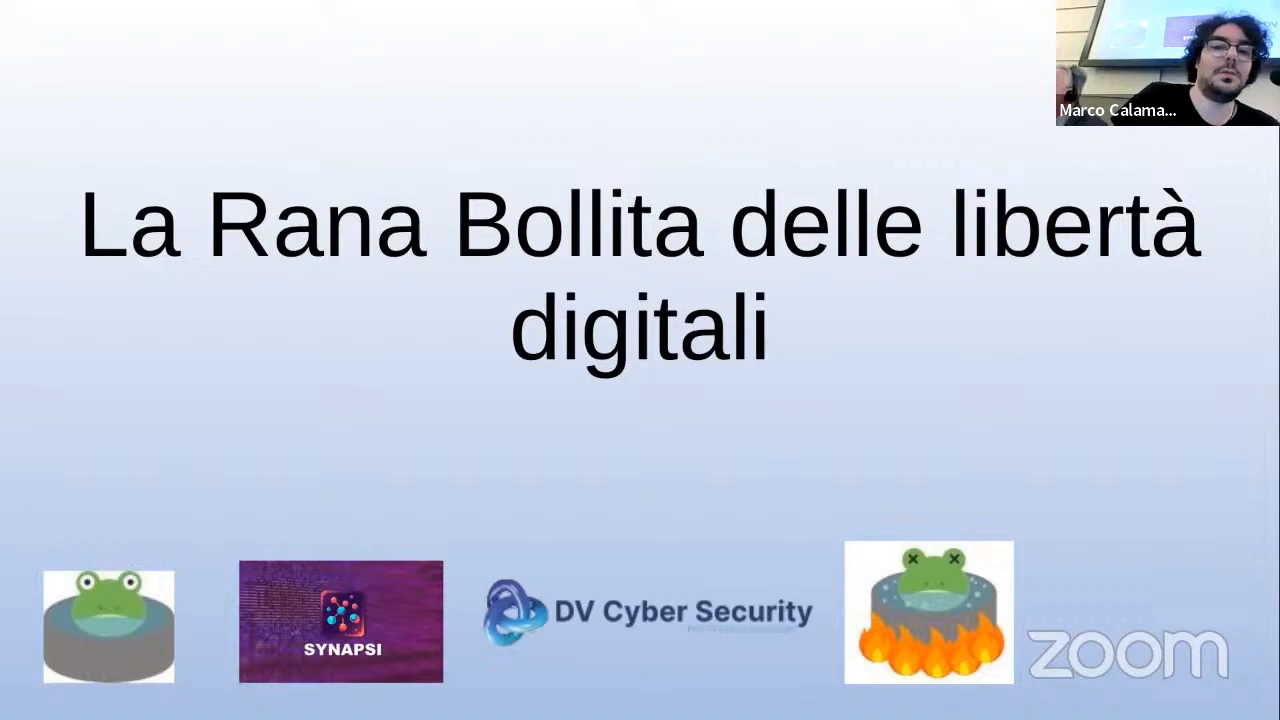 Marco Calama...
La Rana Bollita delle libertà
digitali
SYNAPSI
DV Cyber Security
zoom